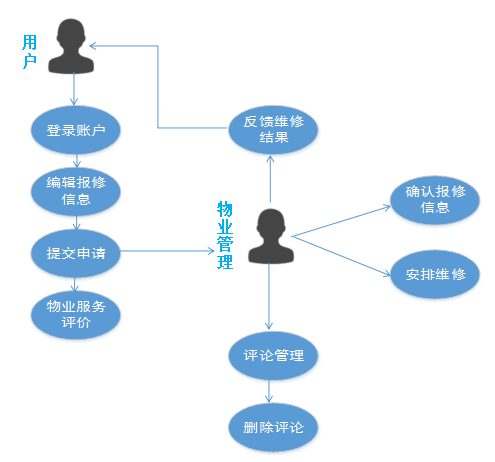 用
户
登录账户
编辑报修
信息
提交申请
物业服务
评价
反馈维修
结果
物
业
管
理
确认报修
信息
安排维修
评论管理
删除评论